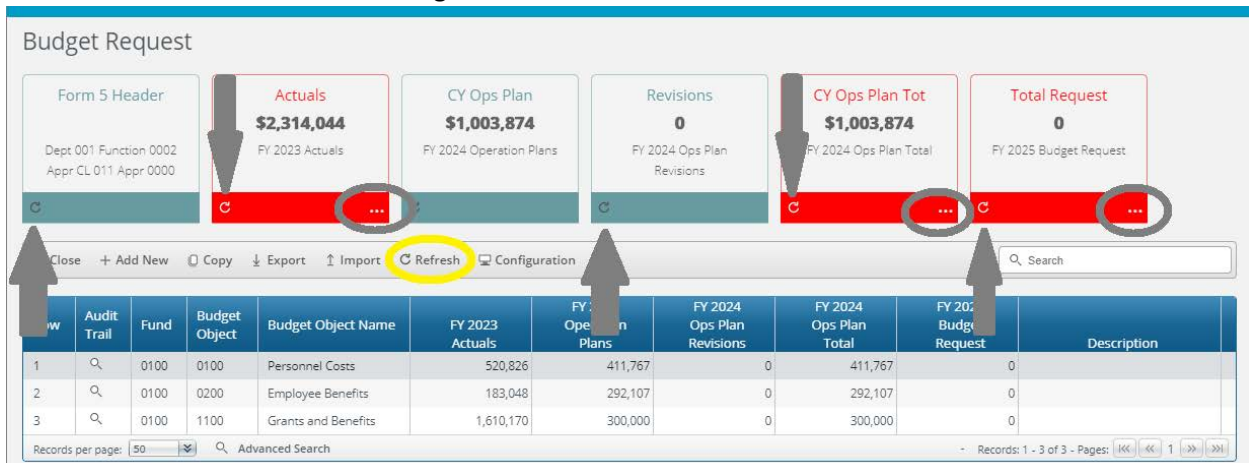 Budget Request
Form 5 Header
Dept 001 Function 0002
Appr CL 011 Appr 0000
Actuals
$2,314,044
FY 2023 Actuals
...
CY Ops Plan
$1,003,874
FY 2024 Operation Plans
Revisions
0
FY 2024 Ops Plan
Revisions
CY Ops Plan Tot
$1,003,874
FY 2024 Ops Plan Total
...
Total Request
0
FY 2025 Budget Request
...
+ Add New Copy Export Import Refresh Configuration Search
Audit
Trail
Fund
Budget
Object
Budget Object Name
FY 2023
Actuals
Plans
FY 2024
Ops Plan
Revisions
FY 2024
Ops Plan
Total
Request
Description
1 0100 0100 Personnel Costs 520,826 411,767 0 411,767 0
2 0100 0200 Employee Benefits 183,048 292,107 0 292,107 0
3 0100 1100 Grants and Benefits 1,610,170 300,000 0 300,000 0
Records per page: 50 Advanced Search - Records: 1 - 3 of 3 - Pages: 1